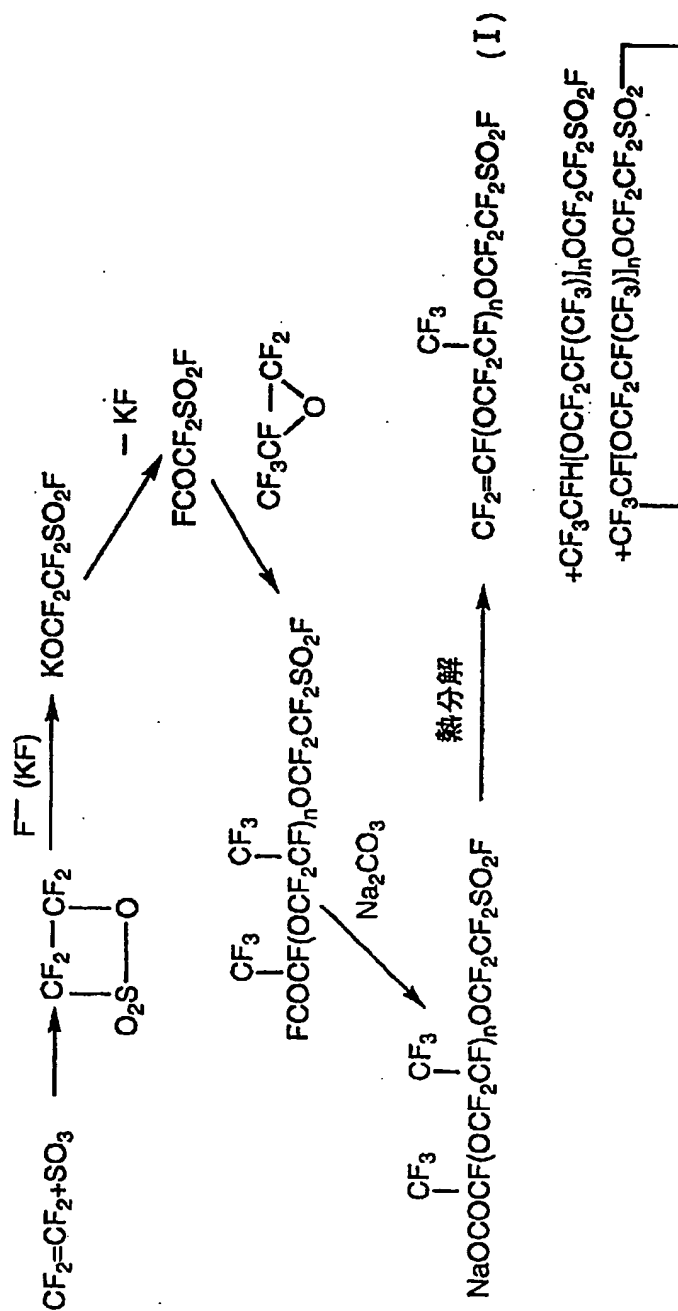 CF₂=CF₂+SO₃
CF₂—CF₂
O₂S—O
F⁻ (KF)
KOCF₂CF₂SO₂F
− KF
FCOCF₂SO₂F
CF₃CF—CF₂
O
CF₃ CF₃
FCOCF(OCF₂CF)ₙOCF₂CF₂SO₂F
Na₂CO₃
CF₃ CF₃
NaOCOCF(OCF₂CF)ₙOCF₂CF₂SO₂F
熱分解
CF₃
CF₂=CF(OCF₂CF)ₙOCF₂CF₂SO₂F (I)
+CF₃CFH[OCF₂CF(CF₃)]ₙOCF₂CF₂SO₂F
+CF₃CF[OCF₂CF(CF₃)]ₙOCF₂CF₂SO₂